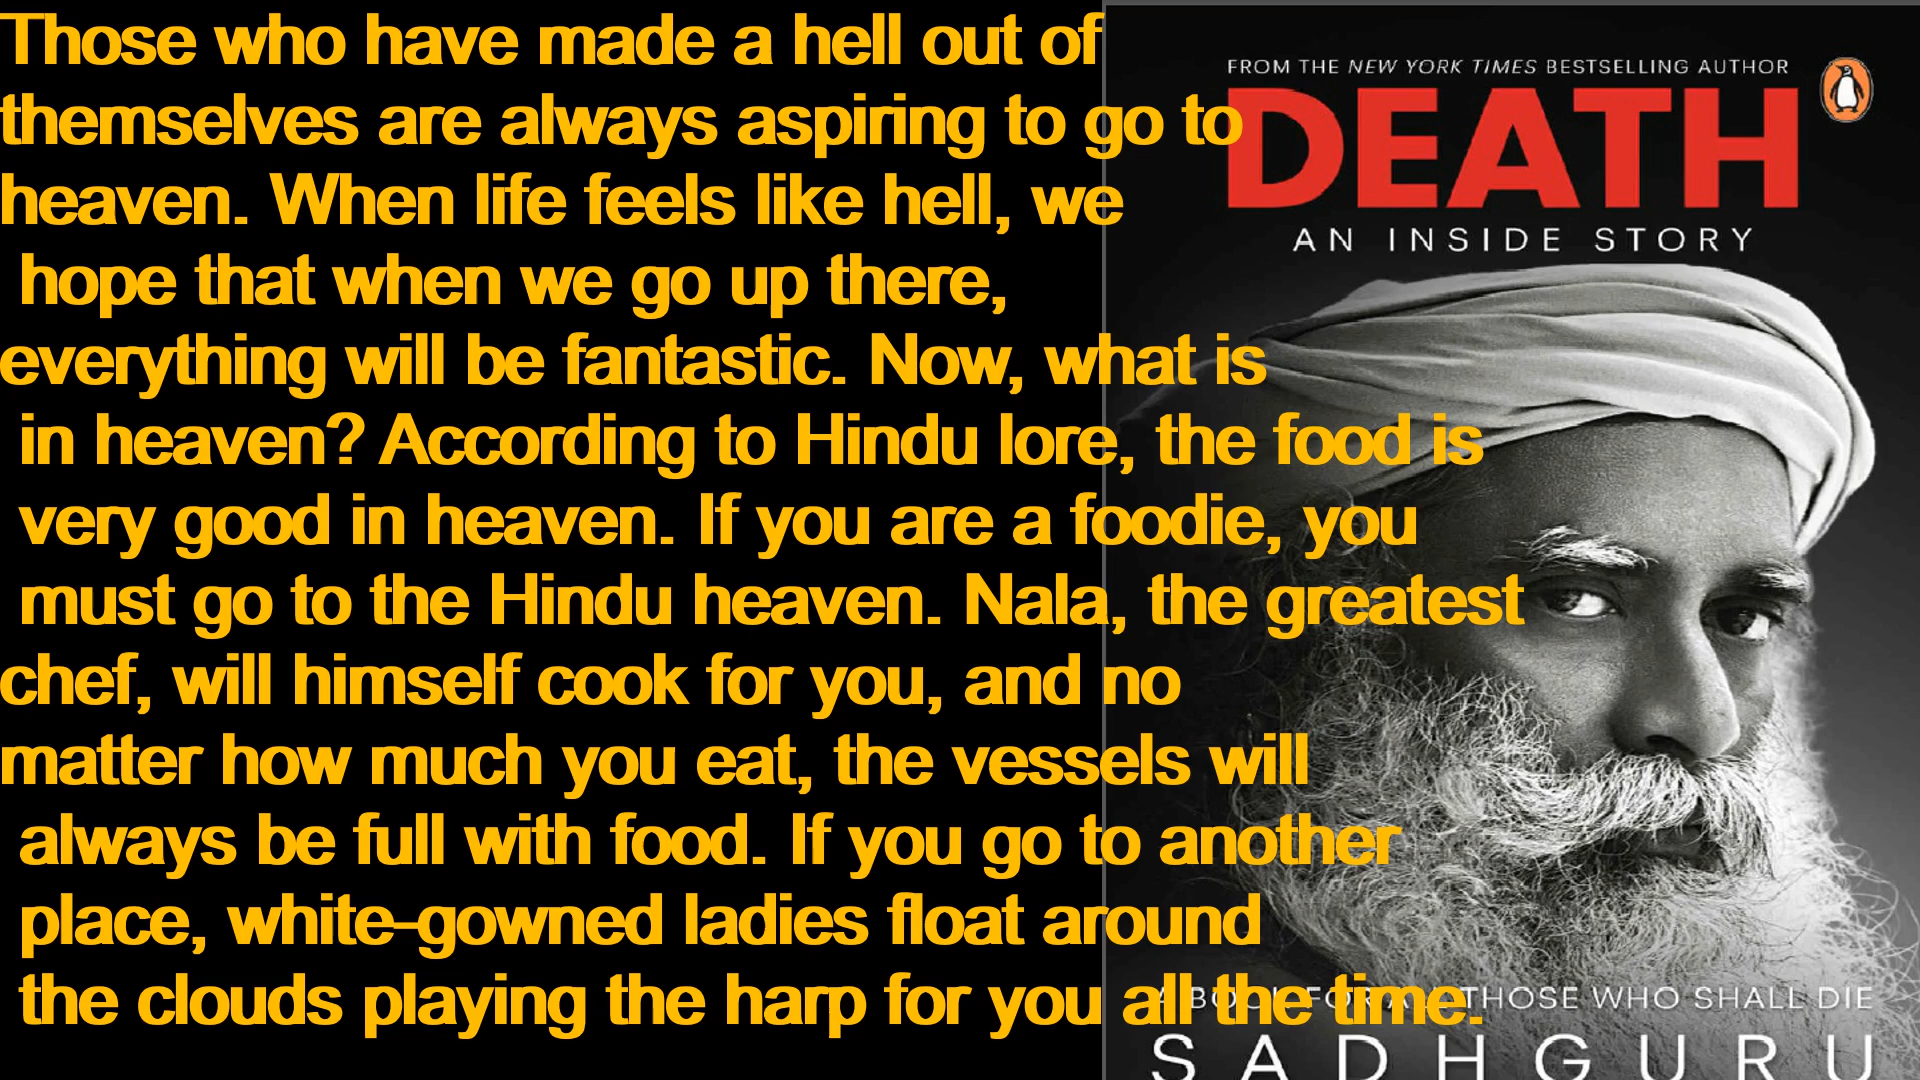 Those who have made a hell out of
themselves are always aspiring to go to
heaven. When life feels like hell, we
hope that when we go up there,
everything will be fantastic. Now, what is
in heaven? According to Hindu lore, the food is
very good in heaven. If you are a foodie, you
must go to the Hindu heaven. Nala, the greatest
chef, will himself cook for you, and no
matter how much you eat, the vessels will
always be full with food. If you go to another
place, white-gowned ladies float around
the clouds playing the harp for you all the time.
FROM THE NEW YORK TIMES BESTSELLING AUTHOR
DEATH
AN INSIDE STORY
A BOOK FOR ALL THOSE WHO SHALL DIE
SADHGURU